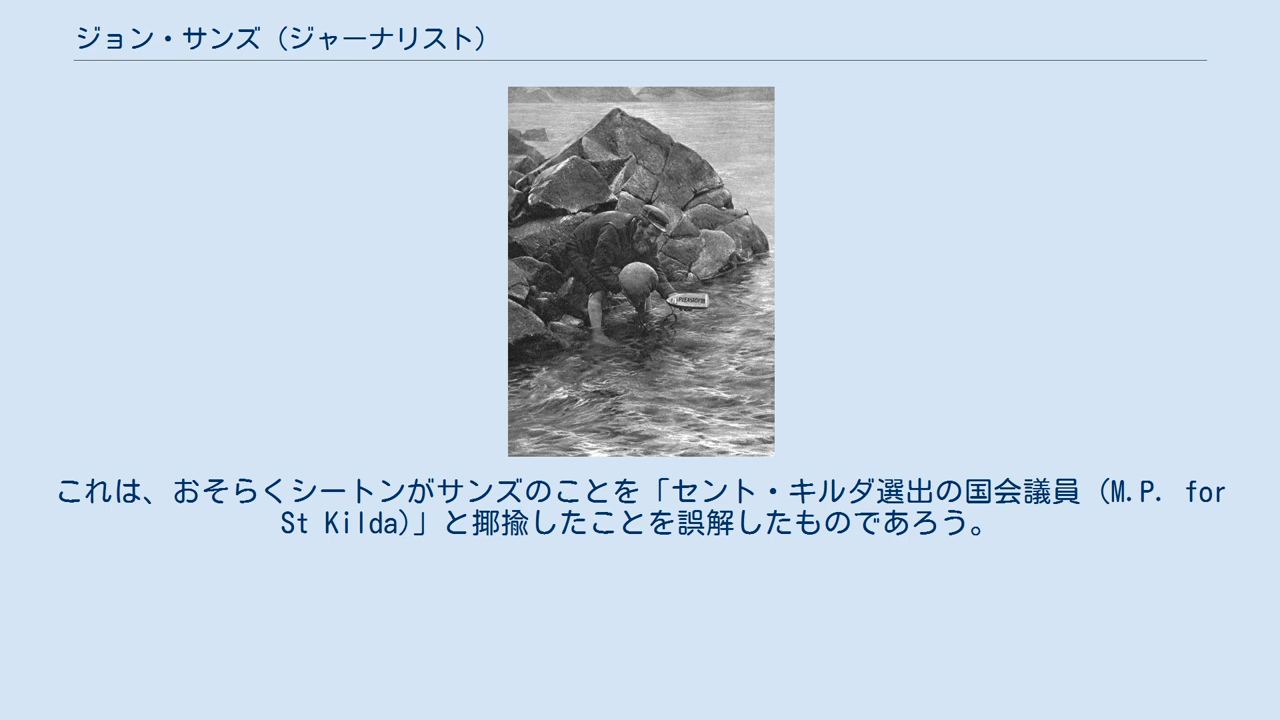 ジョン・サンズ（ジャーナリスト）
これは、おそらくシートンがサンズのことを「セント・キルダ選出の国会議員（M.P. for
St Kilda)」と揶揄したことを誤解したものであろう。